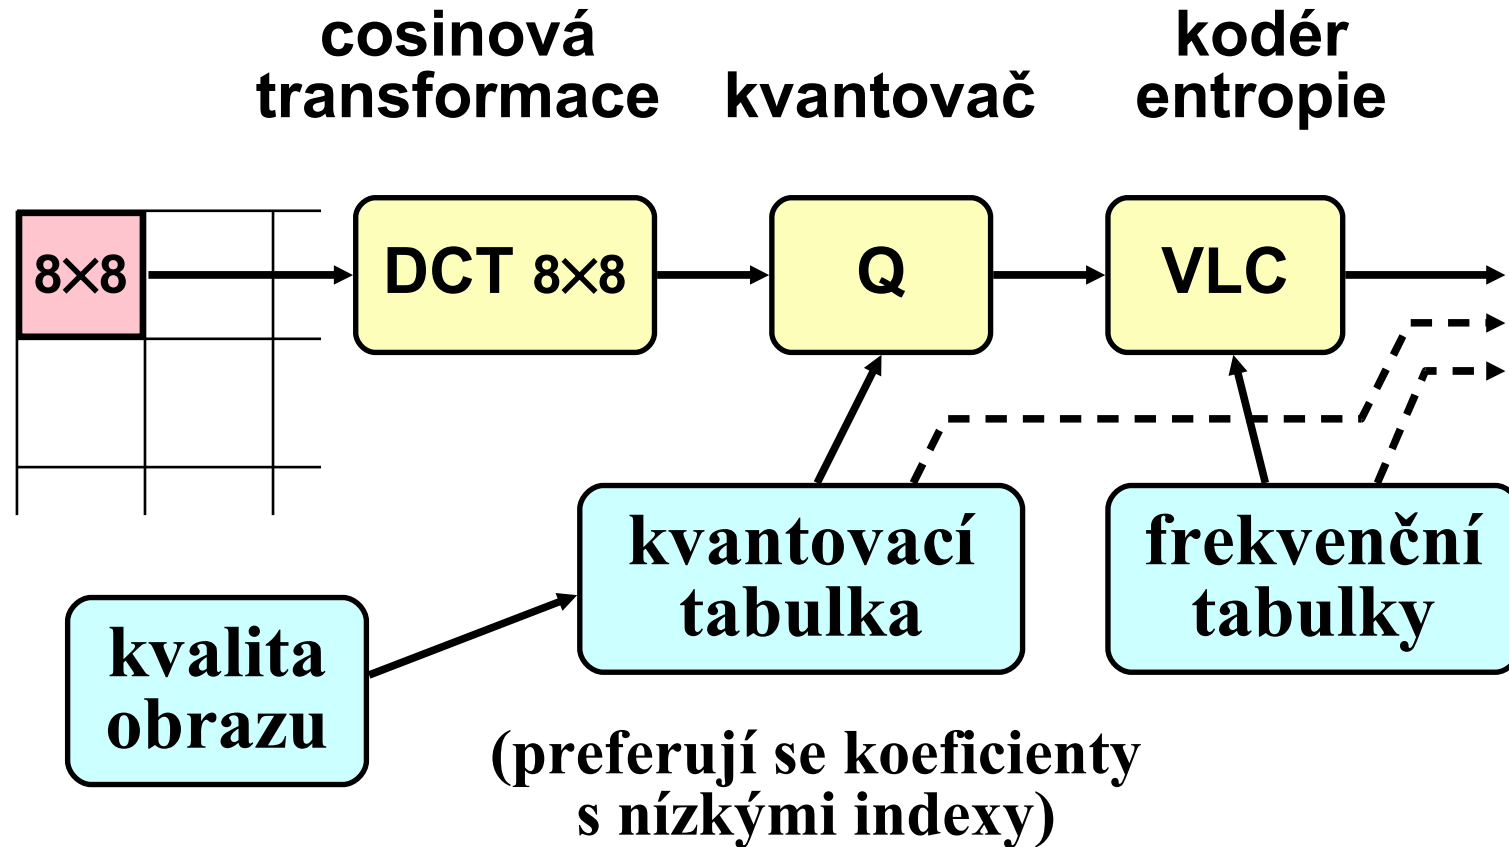 cosinová
transformace
kvantovač
kodér
entropie
8×8
DCT 8×8
Q
VLC
kvantovací
tabulka
frekvenční
tabulky
kvalita
obrazu
(preferují se koeficienty
s nízkými indexy)